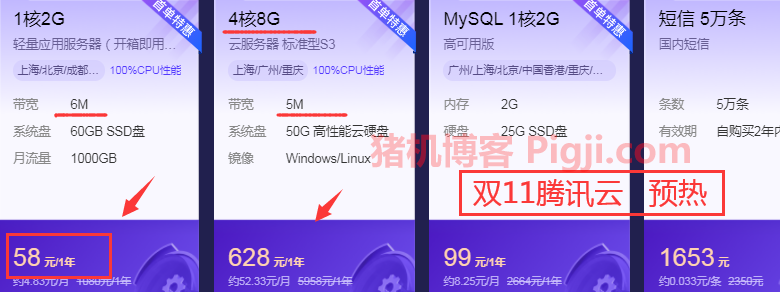 1核2G
首单特惠
轻量应用服务器（开箱即用…
上海/北京/成都… 100%CPU性能
带宽 6M
系统盘 60GB SSD盘
月流量 1000GB
58 元/1年
约4.83元/月 1080元/1年
4核8G
首单特惠
云服务器 标准型S3
上海/广州/重庆 100%CPU性能
带宽 5M
系统盘 50G 高性能云硬盘
镜像 Windows/Linux
628 元/1年
约52.33元/月 5958元/1年
MySQL 1核2G
首单特惠
高可用版
广州/上海/北京/中国香港/重庆/…
内存 2G
硬盘 25G SSD盘
99 元/1年
约8.25元/月 2664元/1年
短信 5万条
国内短信
条数 5万条
有效期 自购买2年内
1653 元
约0.033元/条 2350元
猪机博客 Pigji.com
双11腾讯云 预热